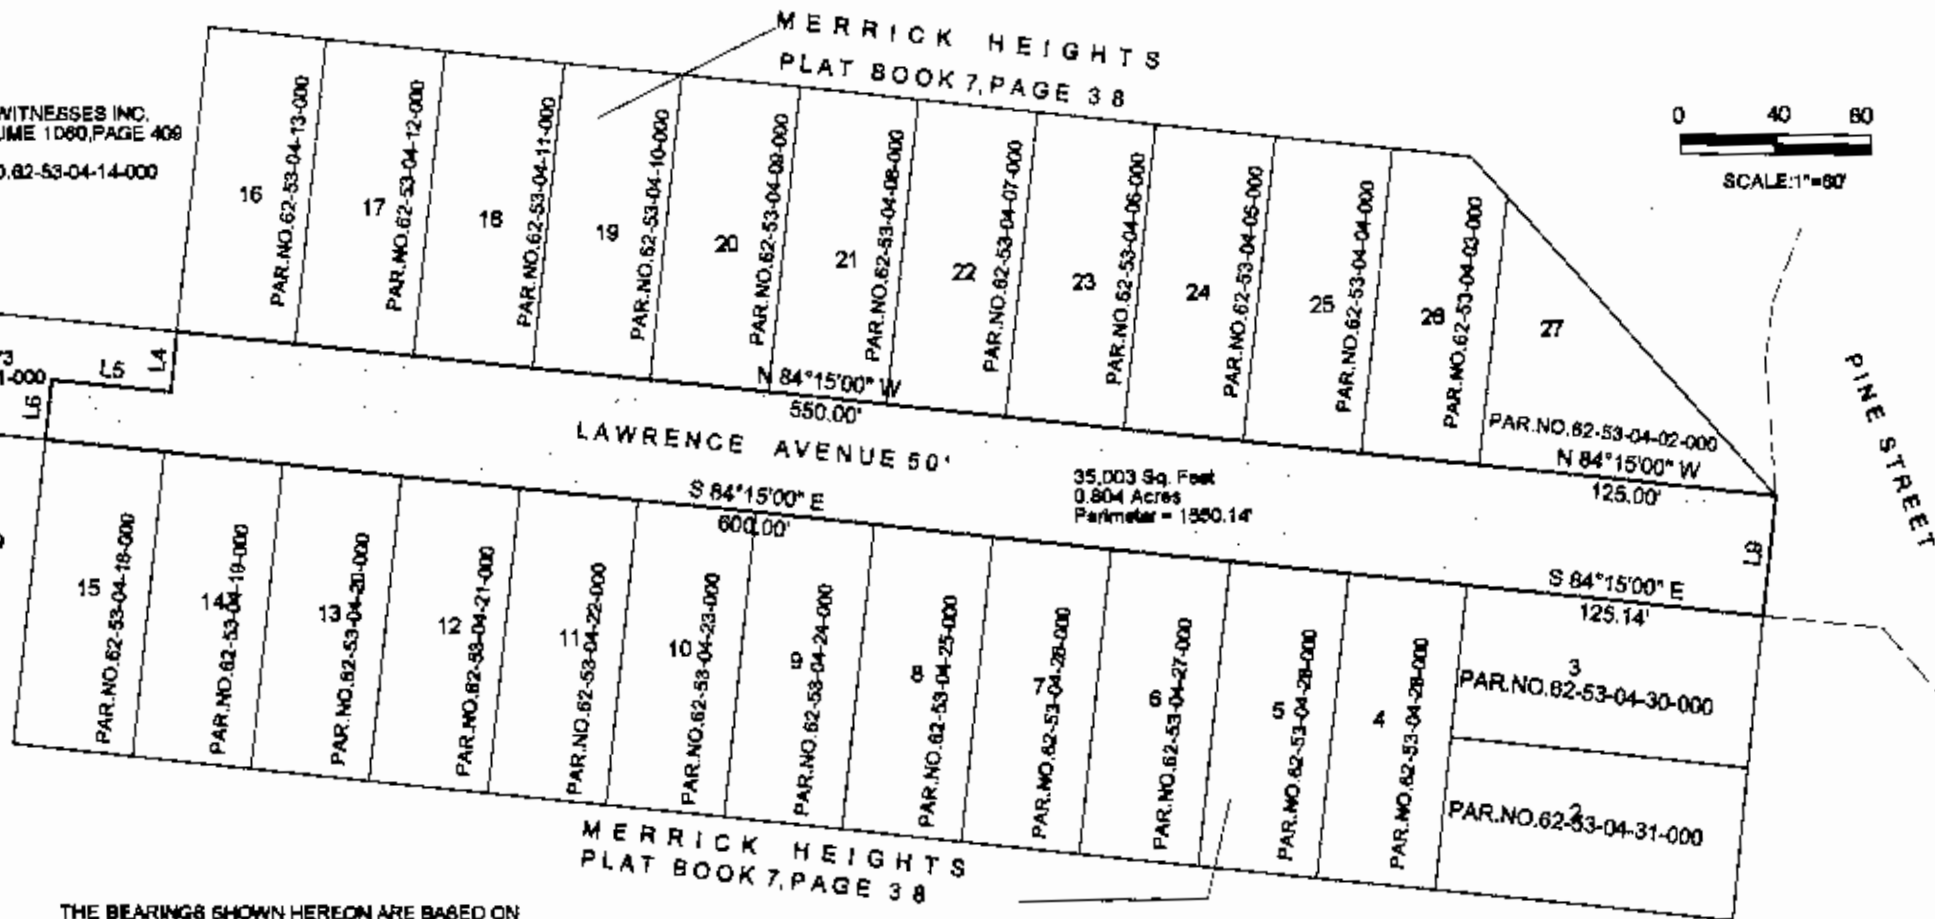 MERRICK HEIGHTS
PLAT BOOK 7, PAGE 38
WITNESSES INC.
UME 1060, PAGE 409
62-53-04-14-000
0 40 80
SCALE:1"=80'
16
PAR.NO.62-53-04-13-000
17
PAR.NO.62-53-04-12-000
18
PAR.NO.62-53-04-11-000
19
PAR.NO.62-53-04-10-000
20
PAR.NO.62-53-04-09-000
21
PAR.NO.62-53-04-08-000
22
PAR.NO.62-53-04-07-000
23
PAR.NO.62-53-04-06-000
24
PAR.NO.62-53-04-05-000
25
PAR.NO.62-53-04-04-000
26
PAR.NO.62-53-04-03-000
27
PAR.NO.62-53-04-02-000
PINE STREET
73
1-000
L5
L4
L6
N 84°15'00" W
550.00'
N 84°15'00" W
125.00'
LAWRENCE AVENUE 50'
35,003 Sq. Feet
0.804 Acres
Perimeter = 1550.14'
S 84°15'00" E
600.00'
S 84°15'00" E
125.14'
15
PAR.NO.62-53-04-18-000
14
PAR.NO.62-53-04-19-000
13
PAR.NO.62-53-04-20-000
12
PAR.NO.62-53-04-21-000
11
PAR.NO.62-53-04-22-000
10
PAR.NO.62-53-04-23-000
9
PAR.NO.62-53-04-24-000
8
PAR.NO.62-53-04-25-000
7
PAR.NO.62-53-04-26-000
6
PAR.NO.62-53-04-27-000
5
PAR.NO.62-53-04-28-000
4
PAR.NO.62-53-04-28-000
3
PAR.NO.62-53-04-30-000
2
PAR.NO.62-53-04-31-000
MERRICK HEIGHTS
PLAT BOOK 7, PAGE 38
THE BEARINGS SHOWN HEREON ARE BASED ON